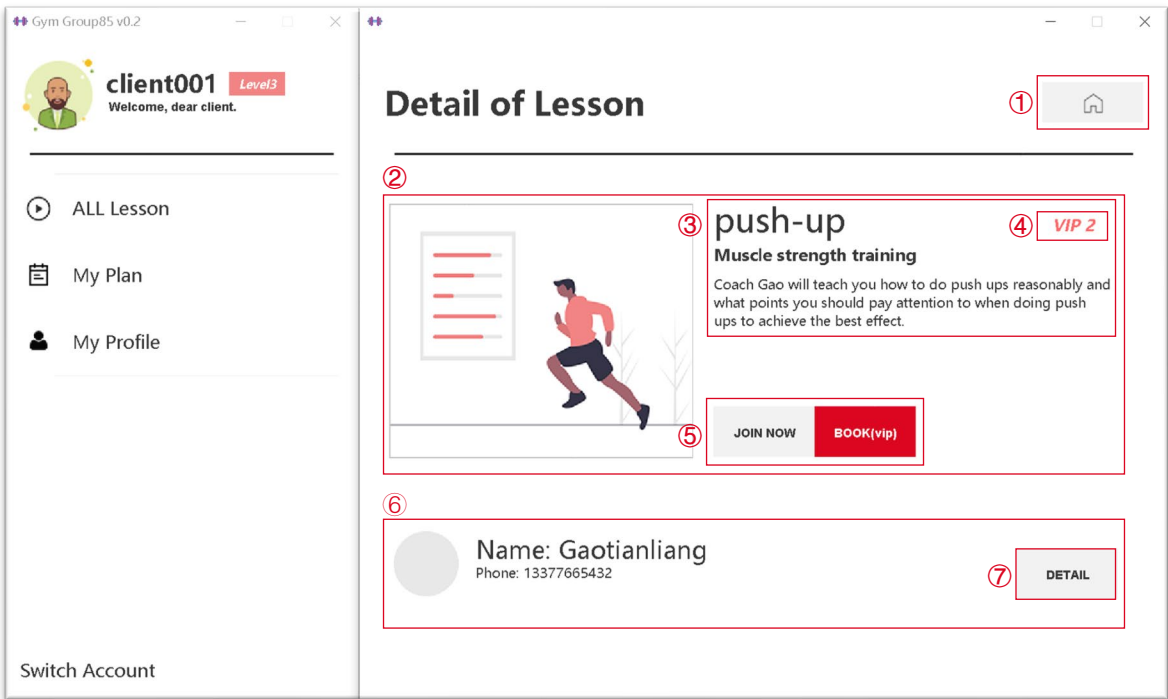 Gym Group85 v0.2
client001 Level3
Welcome, dear client.
ALL Lesson
My Plan
My Profile
Switch Account
Detail of Lesson
①
②
③
push-up
④
VIP 2
Muscle strength training
Coach Gao will teach you how to do push ups reasonably and
what points you should pay attention to when doing push
ups to achieve the best effect.
⑤
JOIN NOW
BOOK(vip)
⑥
Name: Gaotianliang
Phone: 13377665432
⑦
DETAIL